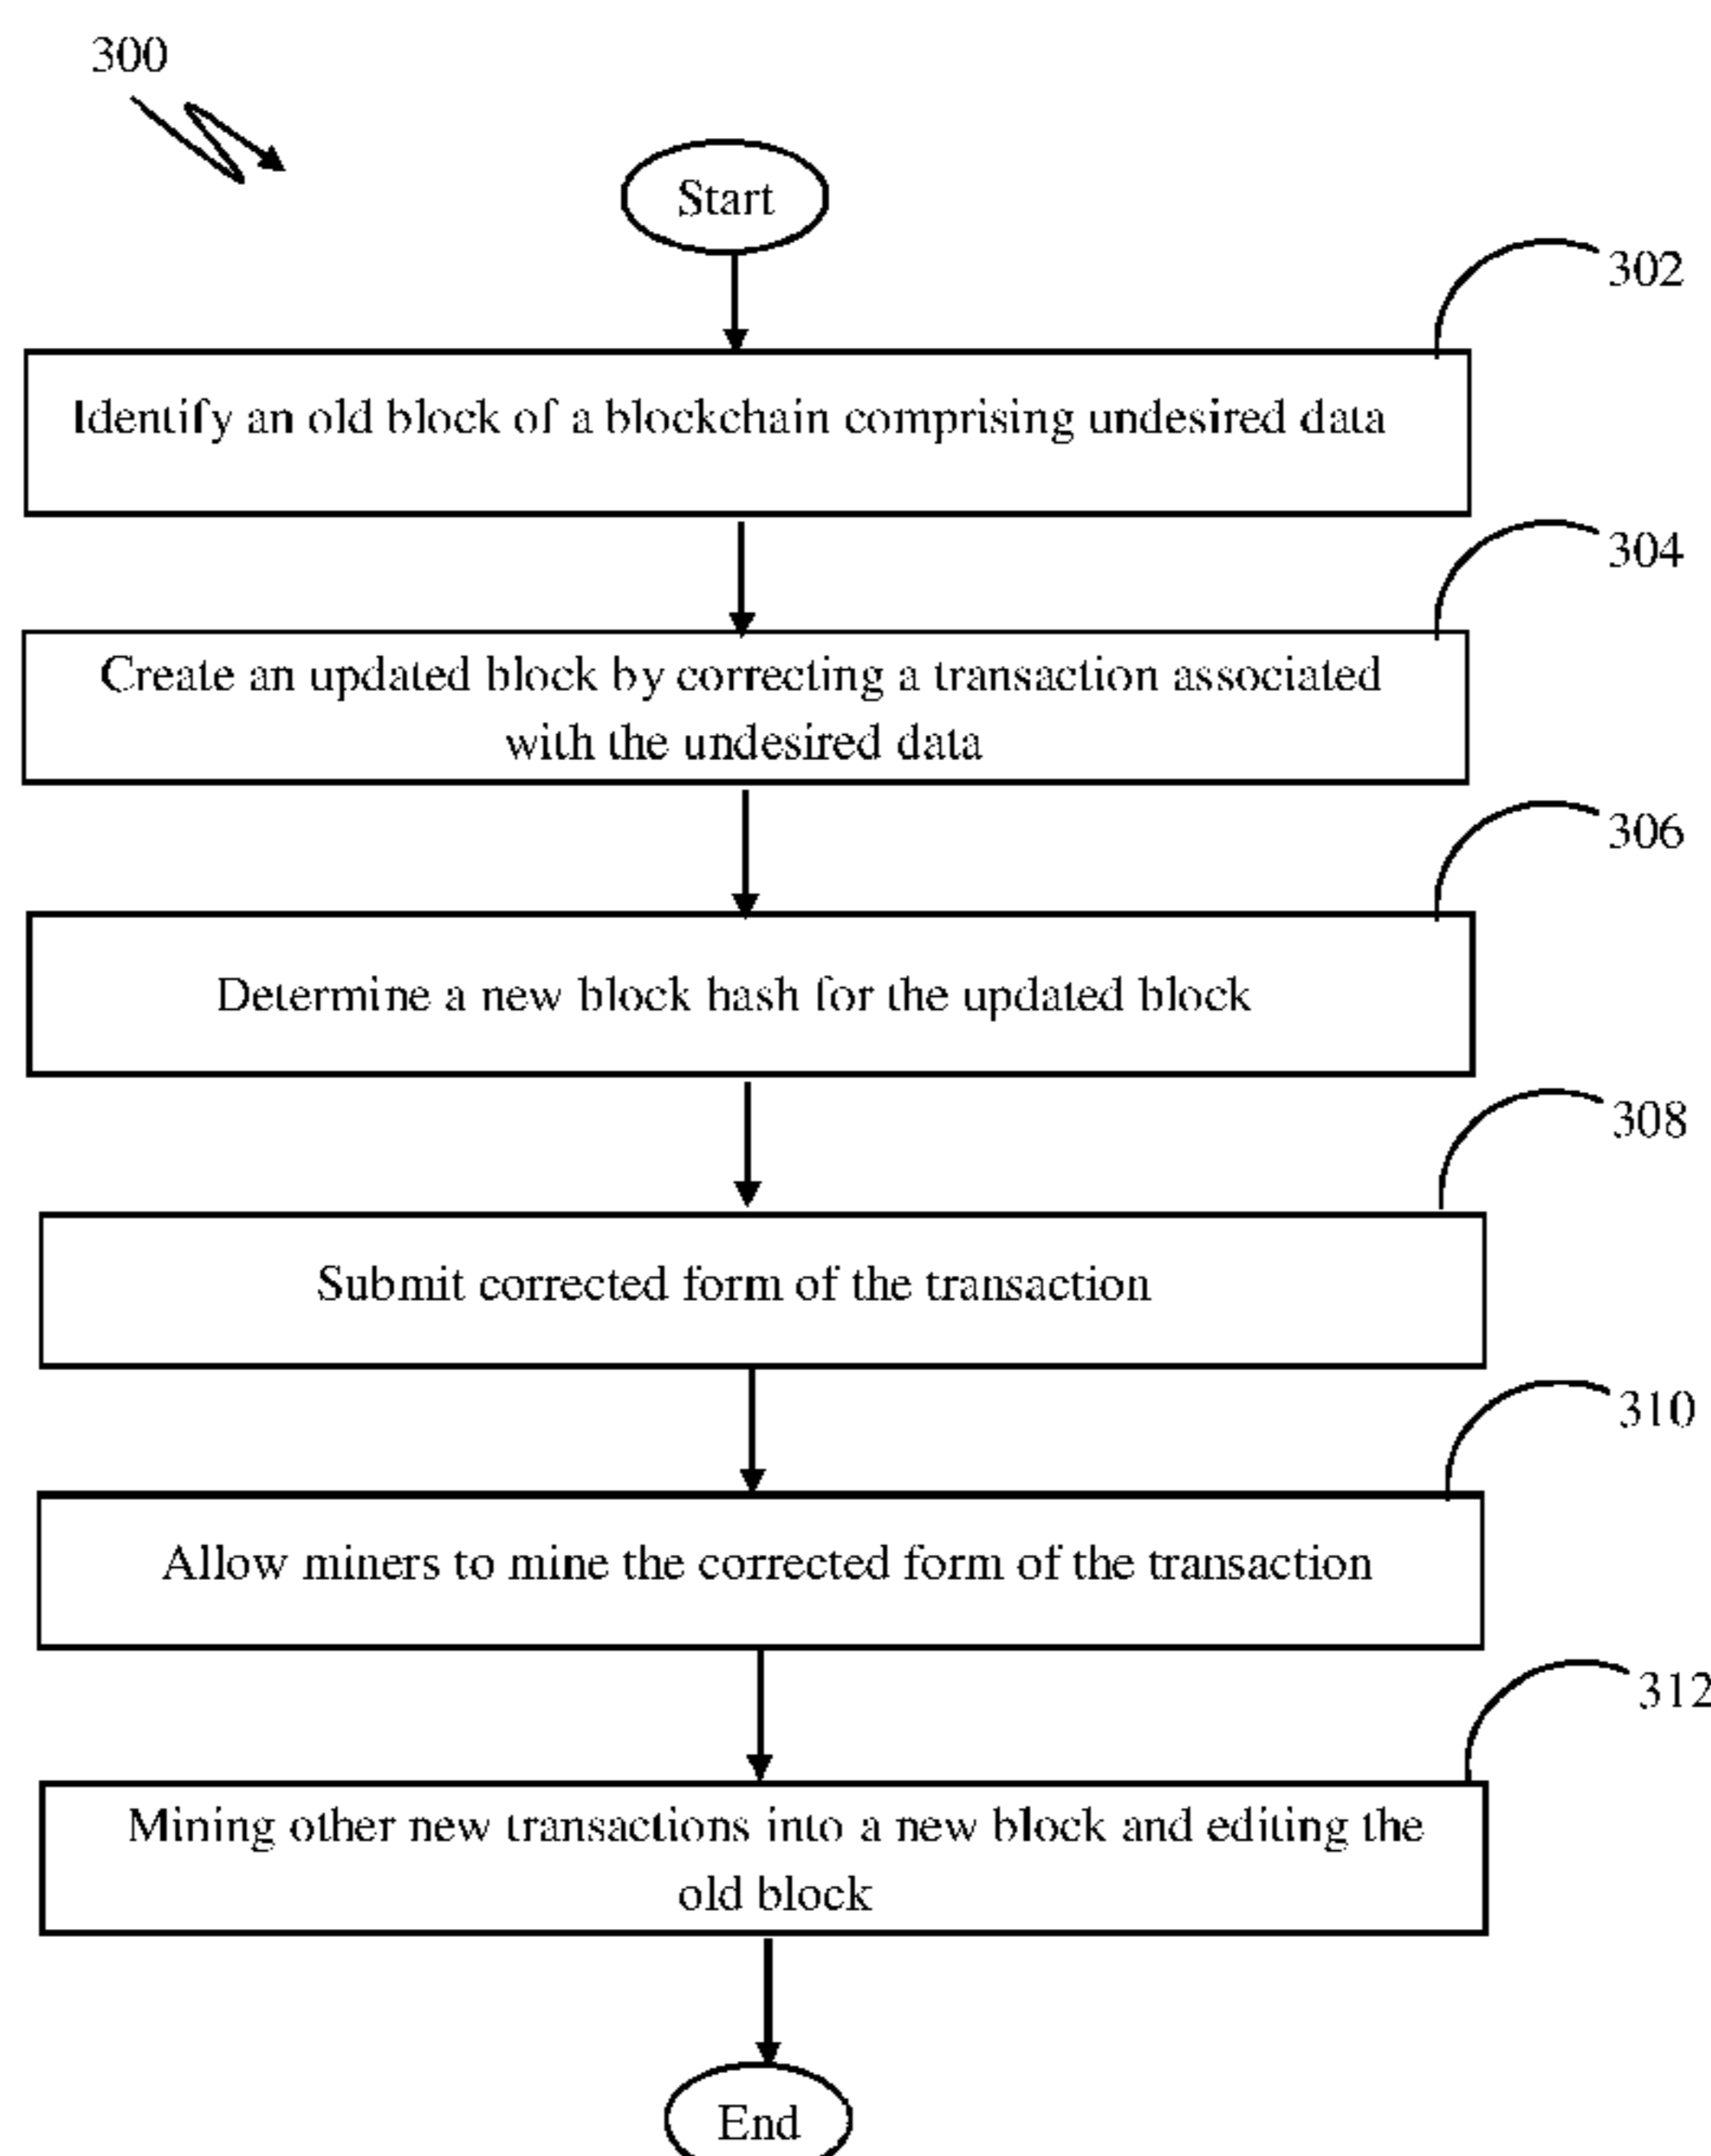 300
Start
302
Identify an old block of a blockchain comprising undesired data
304
Create an updated block by correcting a transaction associated
with the undesired data
306
Determine a new block hash for the updated block
308
Submit corrected form of the transaction
310
Allow miners to mine the corrected form of the transaction
312
Mining other new transactions into a new block and editing the
old block
End